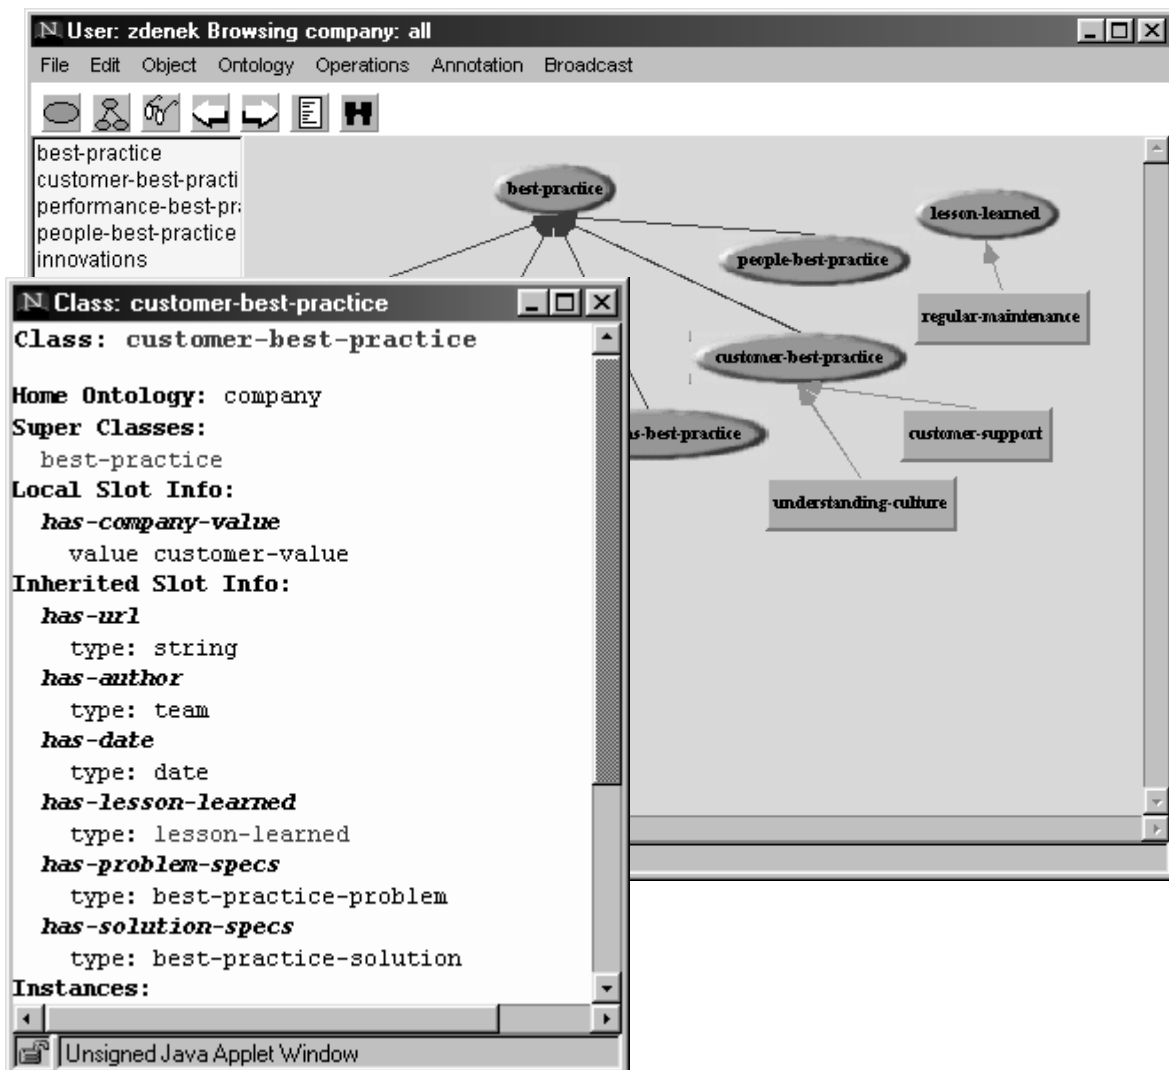 User: zdenek Browsing company: all
File Edit Object Ontology Operations Annotation Broadcast
best-practice
customer-best-practi
performance-best-pr
people-best-practice
innovations
best-practice
lesson-learned
people-best-practice
regular-maintenance
customer-best-practice
s-best-practice
customer-support
understanding-culture
Class: customer-best-practice
Class: customer-best-practice
Home Ontology: company
Super Classes:
best-practice
Local Slot Info:
has-company-value
value customer-value
Inherited Slot Info:
has-url
type: string
has-author
type: team
has-date
type: date
has-lesson-learned
type: lesson-learned
has-problem-specs
type: best-practice-problem
has-solution-specs
type: best-practice-solution
Instances:
Unsigned Java Applet Window